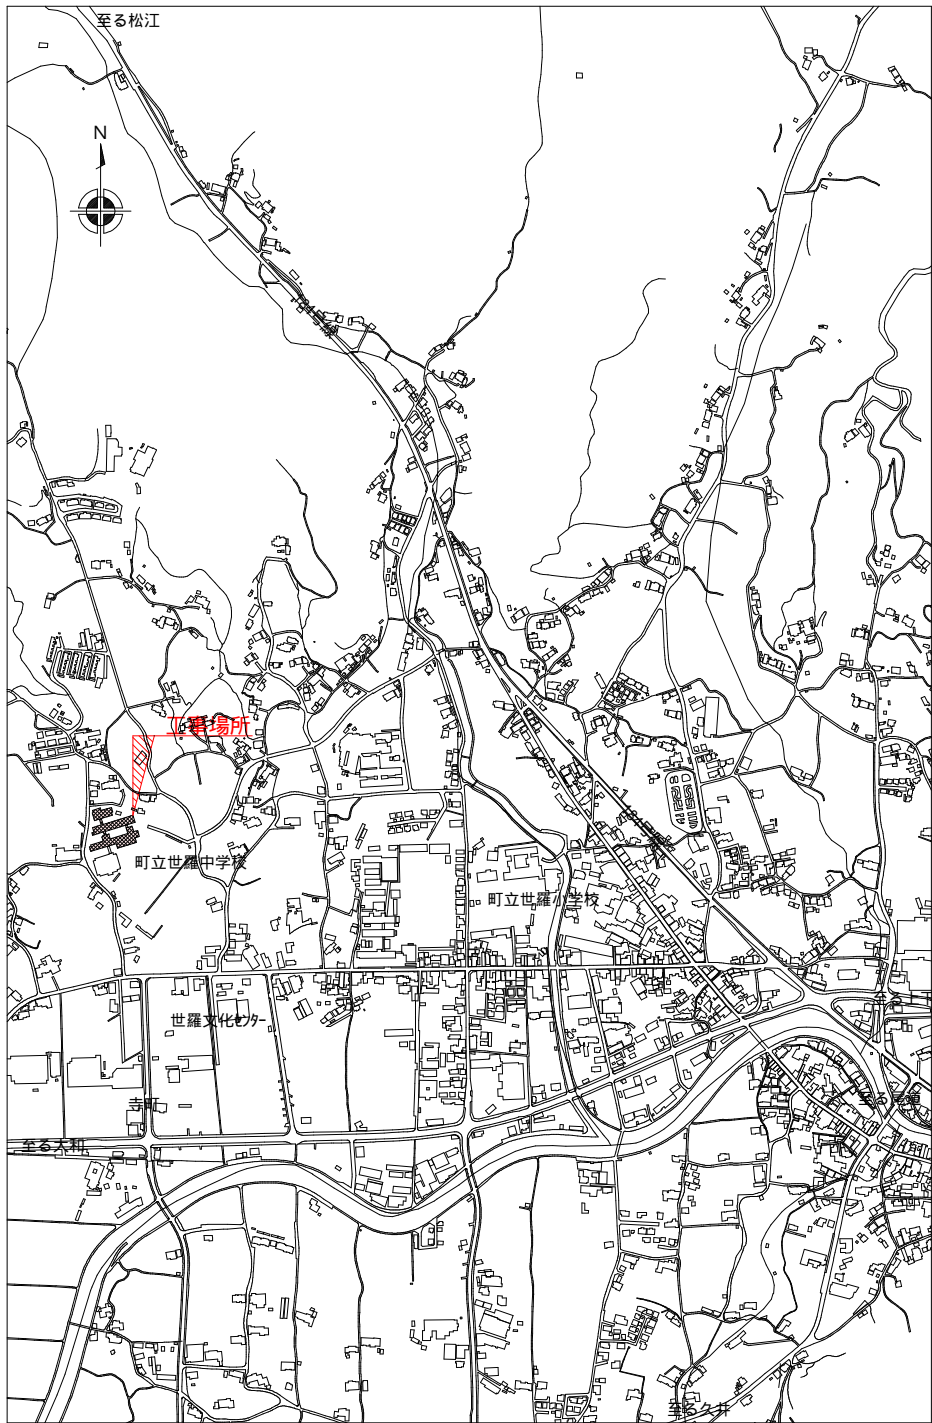 至る松江
N
工事場所
町立世羅中学校
町立世羅小学校
世羅文化ｾﾝﾀｰ
寺町
至る尾道
至る大和
至る久井